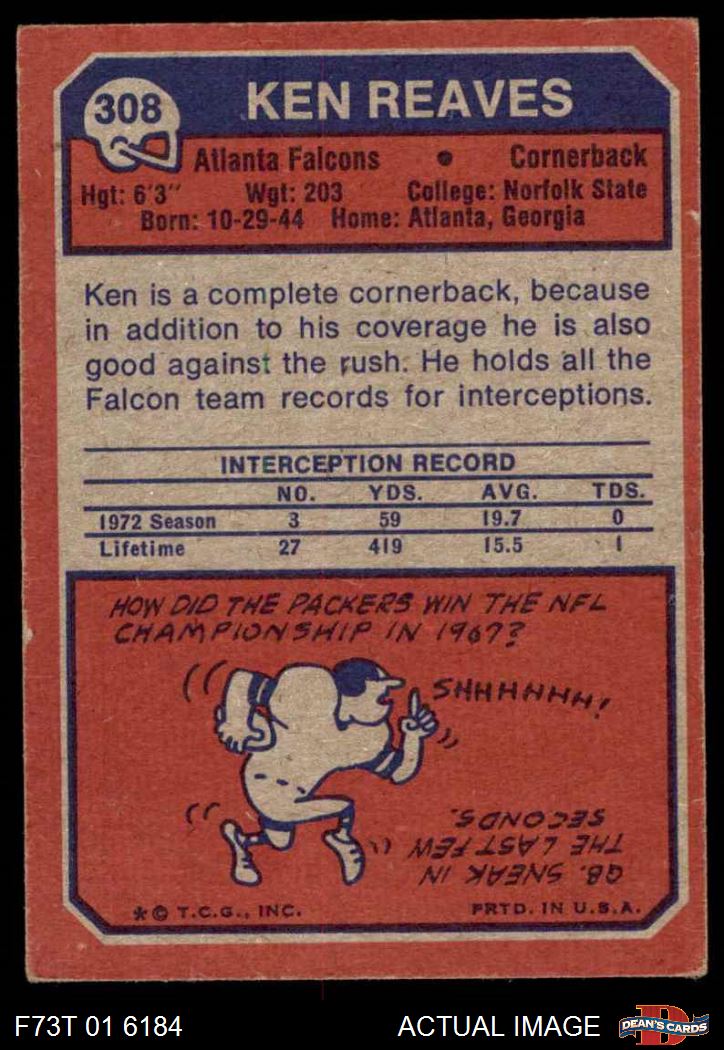 308
KEN REAVES
Atlanta Falcons • Cornerback
Hgt: 6'3" Wgt: 203 College: Norfolk State
Born: 10-29-44 Home: Atlanta, Georgia
Ken is a complete cornerback, because
in addition to his coverage he is also
good against the rush. He holds all the
Falcon team records for interceptions.
INTERCEPTION RECORD
NO. YDS. AVG. TDS.
1972 Season 3 59 19.7 0
Lifetime 27 419 15.5 1
HOW DID THE PACKERS WIN THE NFL
CHAMPIONSHIP IN 1967?
SHHHHHH!
QB. SNEAK IN
THE LAST FEW
SECONDS.
* © T.C.G., INC. PRTD. IN U.S.A.
F73T 01 6184 ACTUAL IMAGE D DEAN'S CARDS